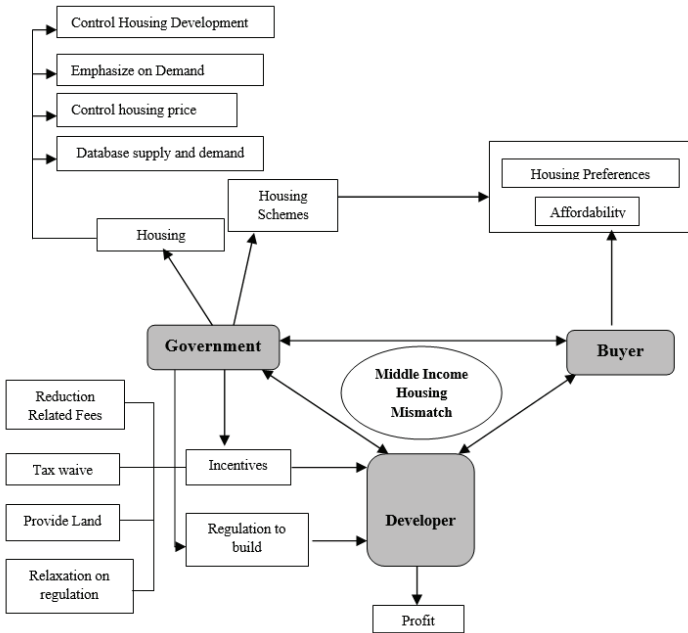 Control Housing Development
Emphasize on Demand
Control housing price
Database supply and demand
Housing
Schemes
Housing Preferences
Affordability
Housing
Government
Buyer
Middle Income
Housing
Mismatch
Reduction
Related Fees
Tax waive
Incentives
Provide Land
Regulation to
build
Developer
Relaxation on
regulation
Profit